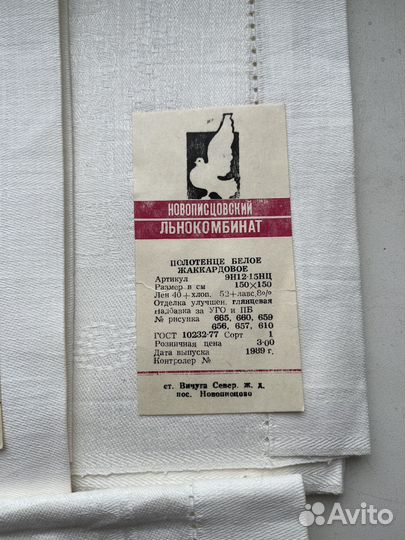 НОВОПИСЦОВСКИЙ
ЛЬНОКОМБИНАТ
ПОЛОТЕНЦЕ БЕЛОЕ
ЖАККАРДОВОЕ
Артикул 9Н12-15НЦ
Размер в см 150×150
Лен 40+хлоп. 52+лавс. 8%
Отделка улучшен. глянцевая
Надбавка за УГО и ПВ
№ рисунка 665, 660, 659
656, 657, 610
ГОСТ 10232-77 Сорт 1
Розничная цена 3-00
Дата выпуска 1989 г.
Контролер №
ст. Вичуга Север. ж. д.
пос. Новописцово
Avito